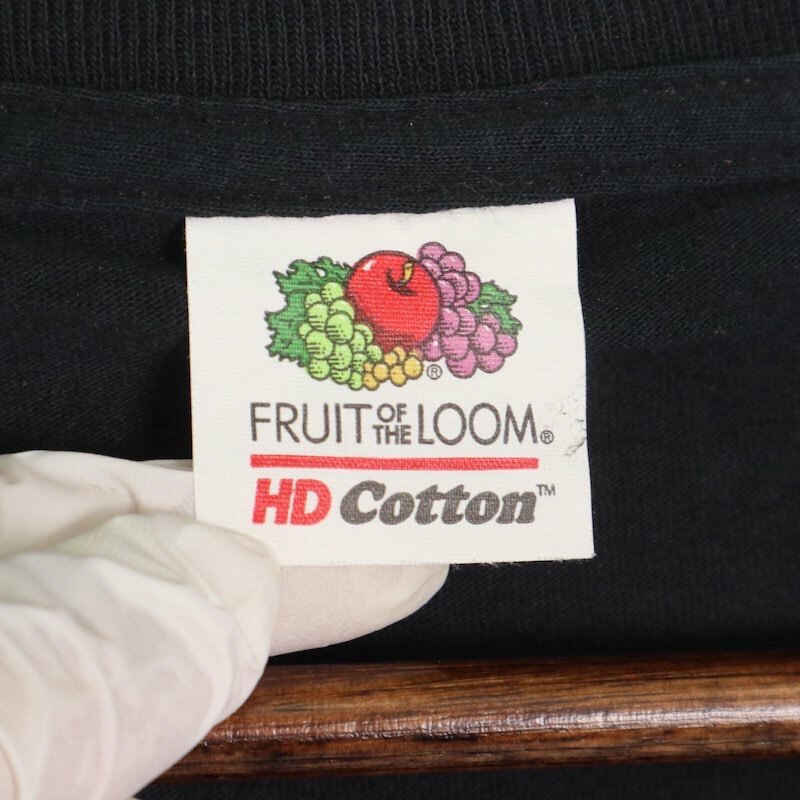 ®
FRUIT OF THE LOOM®
HD Cotton™